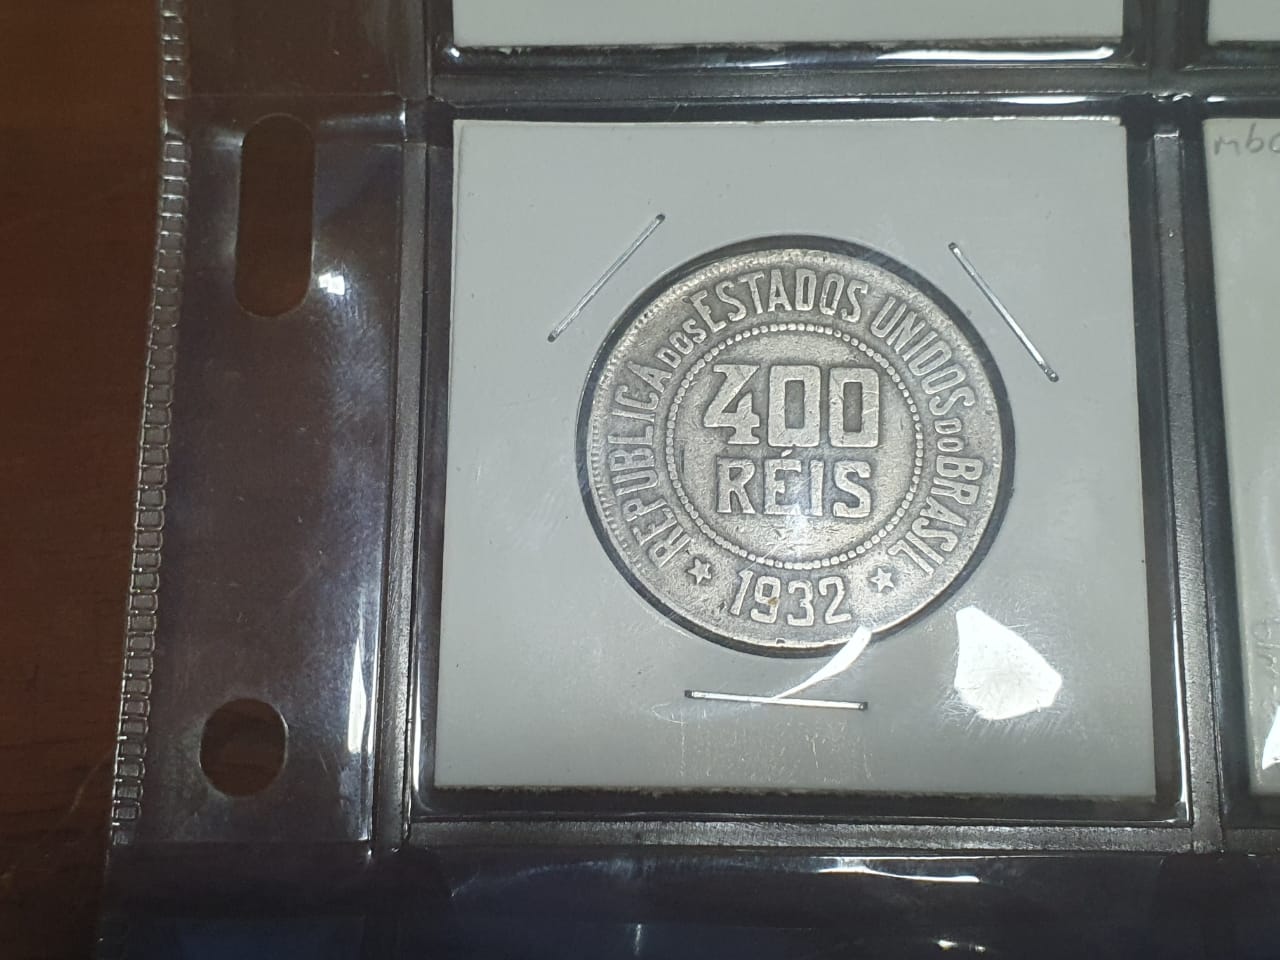 REPUBLICA DOS ESTADOS UNIDOS DO BRASIL
400
RÉIS
1932